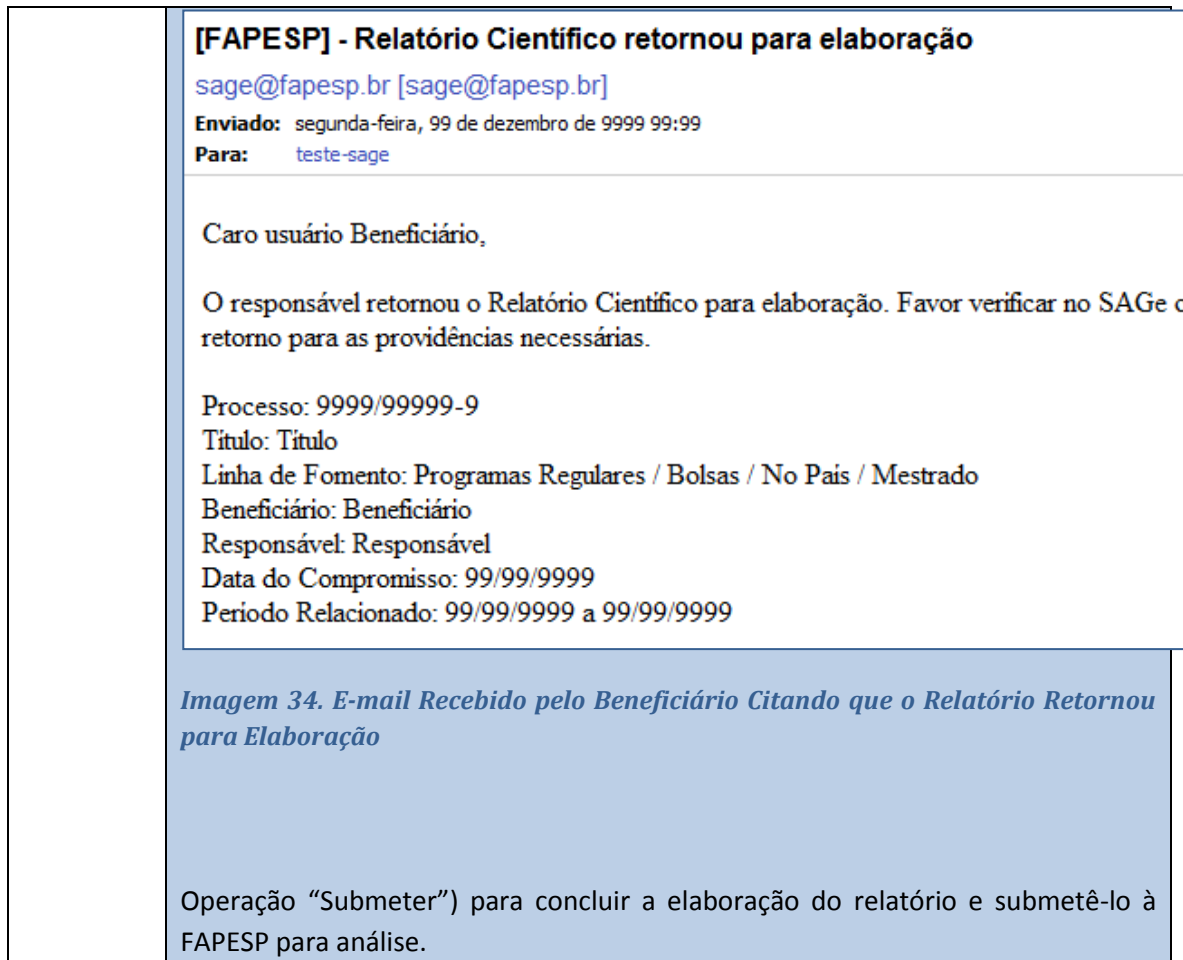 [FAPESP] - Relatório Científico retornou para elaboração
sage@fapesp.br [sage@fapesp.br]
Enviado: segunda-feira, 99 de dezembro de 9999 99:99
Para: teste-sage
Caro usuário Beneficiário,
O responsável retornou o Relatório Científico para elaboração. Favor verificar no SAGe
retorno para as providências necessárias.
Processo: 9999/99999-9
Título: Título
Linha de Fomento: Programas Regulares / Bolsas / No País / Mestrado
Beneficiário: Beneficiário
Responsável: Responsável
Data do Compromisso: 99/99/9999
Período Relacionado: 99/99/9999 a 99/99/9999
Imagem 34. E-mail Recebido pelo Beneficiário Citando que o Relatório Retornou
para Elaboração
Operação “Submeter”) para concluir a elaboração do relatório e submetê-lo à
FAPESP para análise.